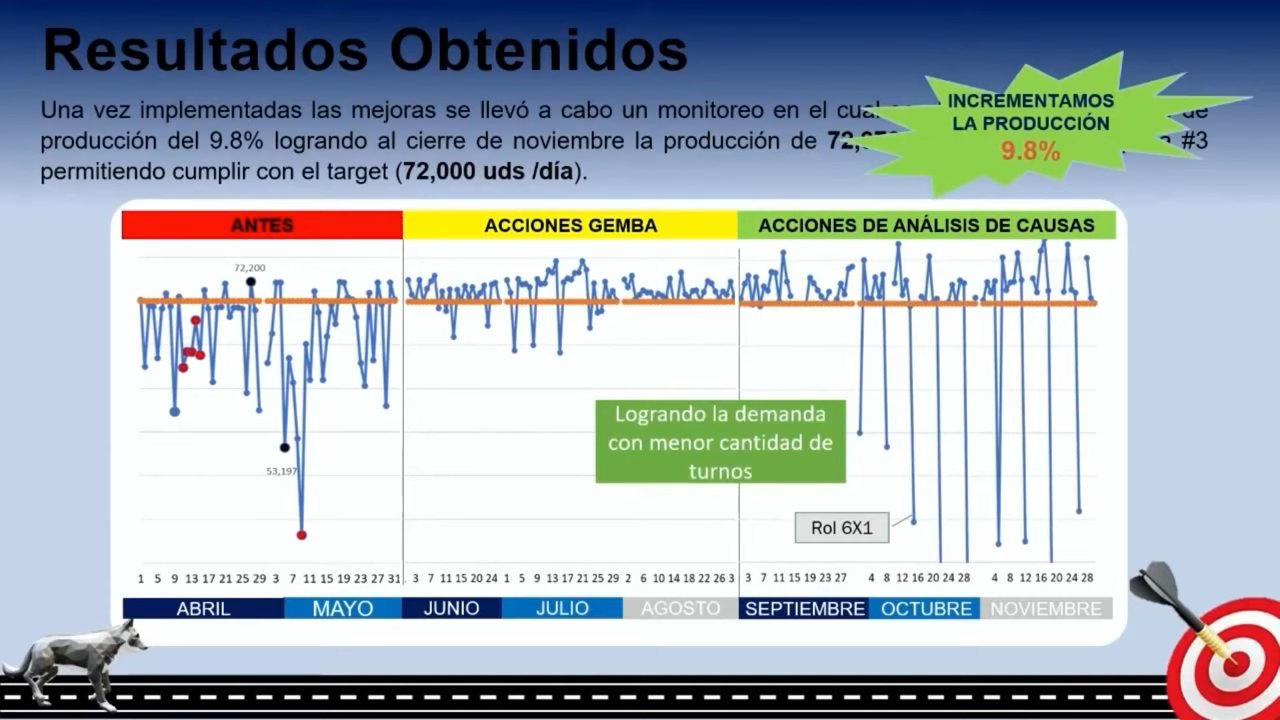 Resultados Obtenidos
Una vez implementadas las mejoras se llevó a cabo un monitoreo en el cual
producción del 9.8% logrando al cierre de noviembre la producción de 72, #3
permitiendo cumplir con el target (72,000 uds /día).
INCREMENTAMOS
LA PRODUCCIÓN
9.8%
ANTES ACCIONES GEMBA ACCIONES DE ANÁLISIS DE CAUSAS
72,200
53,197
Logrando la demanda
con menor cantidad de
turnos
Rol 6X1
1 5 9 13 17 21 25 29 3 7 11 15 19 23 27 31 3 7 11 15 20 24 1 5 9 13 17 21 25 29 2 6 10 14 18 22 26 3 3 7 11 15 19 23 27 4 8 12 16 20 24 28 4 8 12 16 20 24 28
ABRIL MAYO JUNIO JULIO AGOSTO SEPTIEMBRE OCTUBRE NOVIEMBRE